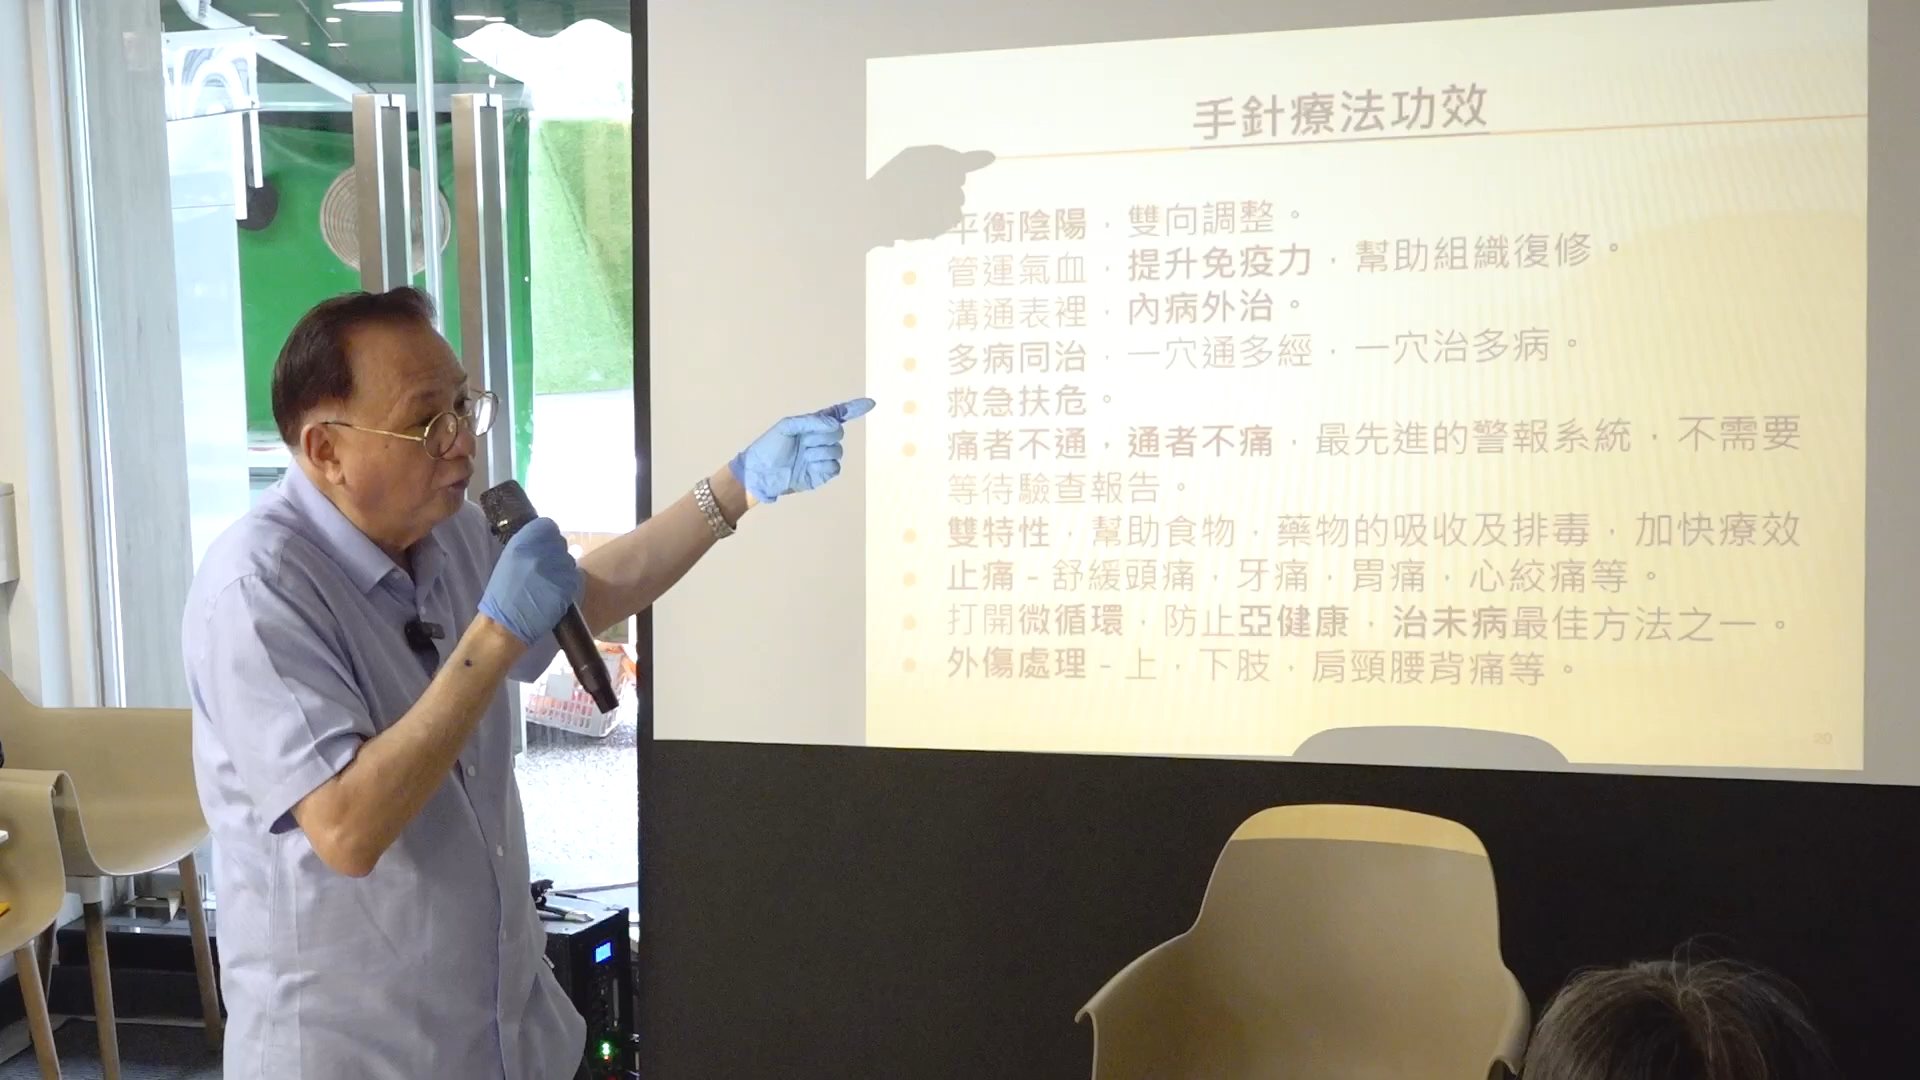 手針療法功效
平衡陰陽，雙向調整。
管運氣血，提升免疫力，幫助組織復修。
溝通表裡，內病外治。
多病同治，一穴通多經，一穴治多病。
救急扶危。
痛者不通，通者不痛，最先進的警報系統，不需要
等待驗查報告。
雙特性，幫助食物，藥物的吸收及排毒，加快療效
止痛 - 舒緩頭痛，牙痛，胃痛，心絞痛等。
打開微循環，防止亞健康，治未病最佳方法之一。
外傷處理 - 上，下肢，肩頸腰背痛等。
20